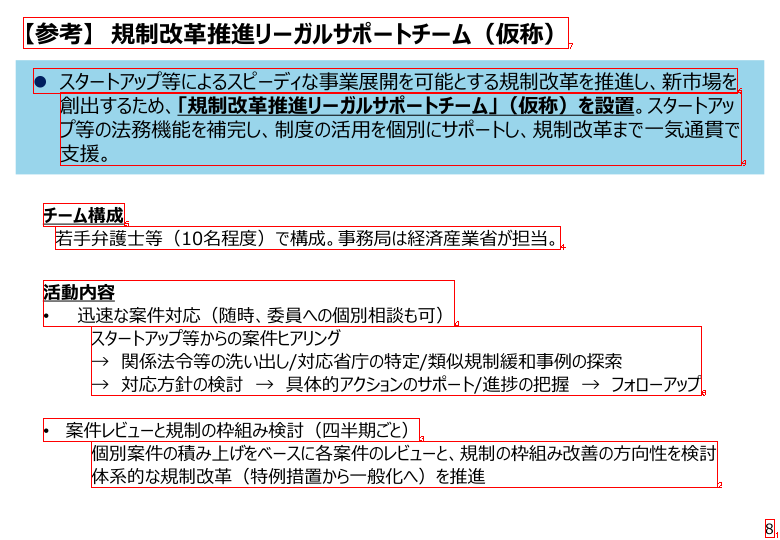 【参考】 規制改革推進リーガルサポートチーム（仮称）
● スタートアップ等によるスピーディな事業展開を可能とする規制改革を推進し、新市場を
創出するため、「規制改革推進リーガルサポートチーム」（仮称）を設置。スタートアッ
プ等の法務機能を補完し、制度の活用を個別にサポートし、規制改革まで一気通貫で
支援。
チーム構成
若手弁護士等（10名程度）で構成。事務局は経済産業省が担当。
活動内容
• 迅速な案件対応（随時、委員への個別相談も可）
スタートアップ等からの案件ヒアリング
→ 関係法令等の洗い出し/対応省庁の特定/類似規制緩和事例の探索
→ 対応方針の検討 → 具体的アクションのサポート/進捗の把握 → フォローアップ
• 案件レビューと規制の枠組み検討（四半期ごと）
個別案件の積み上げをベースに各案件のレビューと、規制の枠組み改善の方向性を検討
体系的な規制改革（特例措置から一般化へ）を推進
8